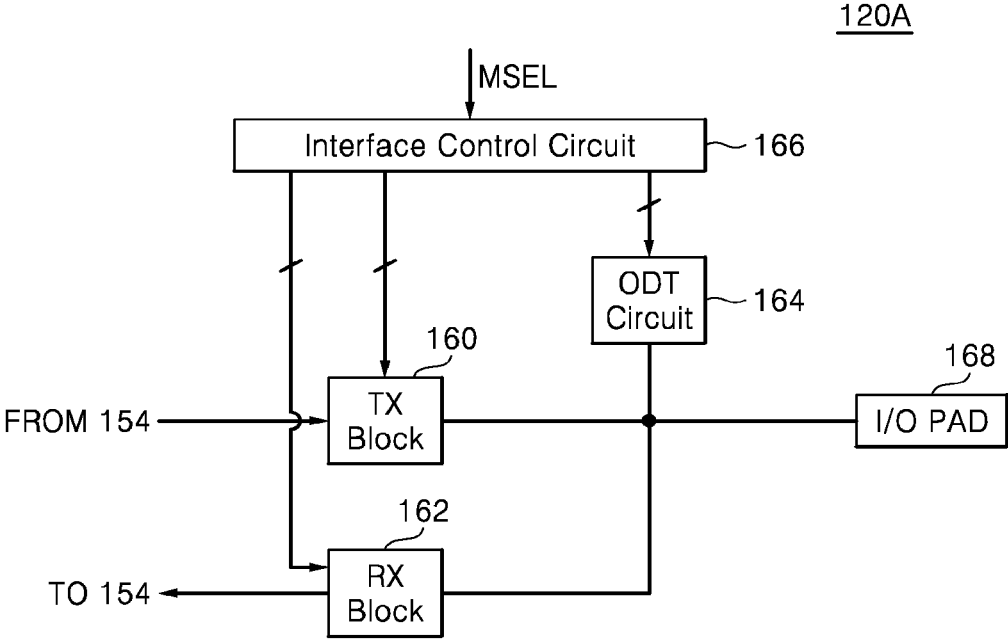 120A
MSEL
Interface Control Circuit
166
ODT
Circuit
164
160
168
FROM 154
TX
Block
I/O PAD
162
TO 154
RX
Block